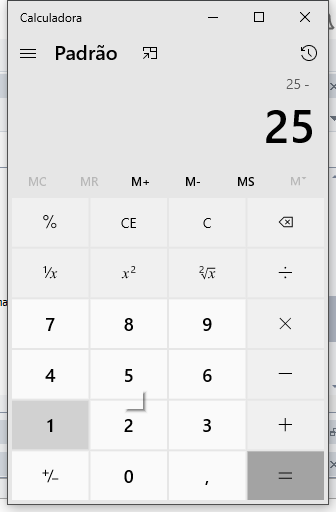 Calculadora
Padrão
25 -
25
MC MR M+ M- MS M˅
% CE C
¹⁄x x² ²√x ÷
7 8 9 ×
4 5 6 −
1 2 3 +
+/− 0 , =